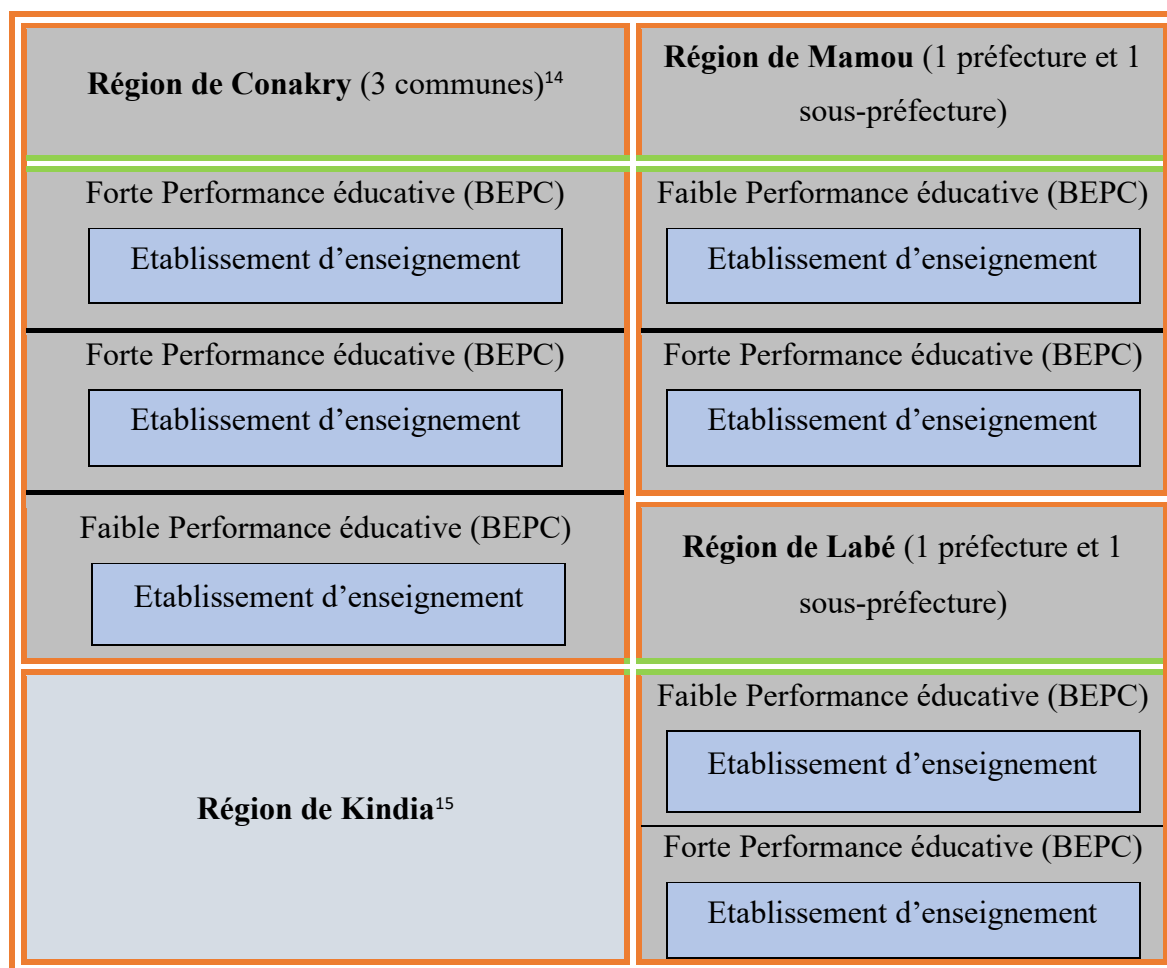 Région de Conakry (3 communes)¹⁴
Forte Performance éducative (BEPC)
Etablissement d’enseignement
Forte Performance éducative (BEPC)
Etablissement d’enseignement
Faible Performance éducative (BEPC)
Etablissement d’enseignement
Région de Kindia¹⁵
Région de Mamou (1 préfecture et 1
sous-préfecture)
Faible Performance éducative (BEPC)
Etablissement d’enseignement
Forte Performance éducative (BEPC)
Etablissement d’enseignement
Région de Labé (1 préfecture et 1
sous-préfecture)
Faible Performance éducative (BEPC)
Etablissement d’enseignement
Forte Performance éducative (BEPC)
Etablissement d’enseignement